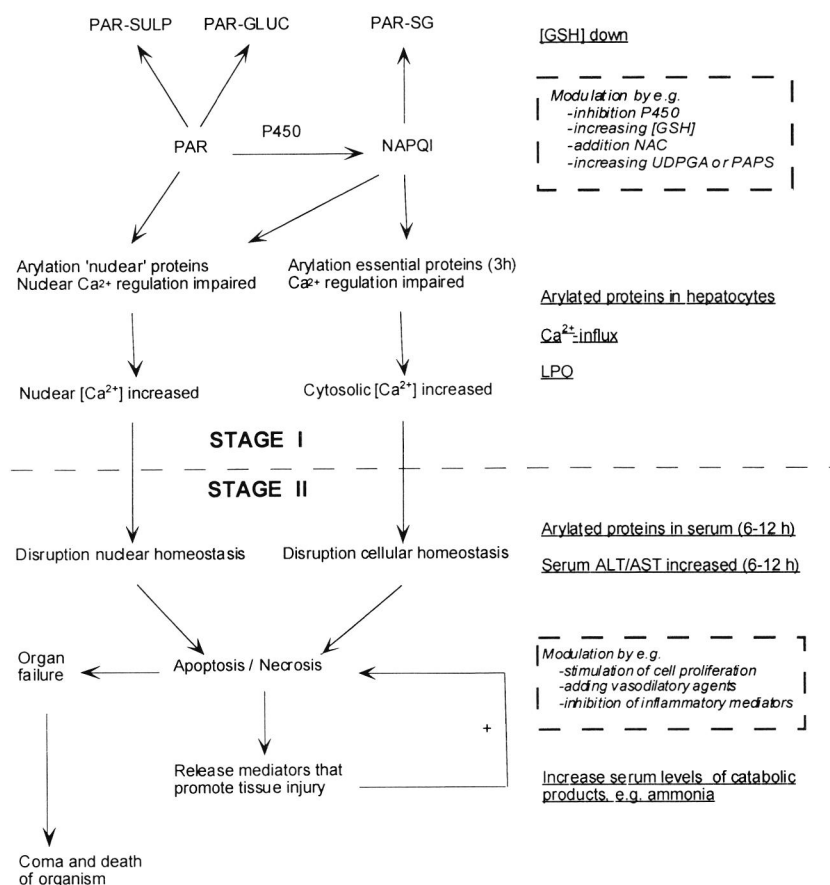 PAR-SULP PAR-GLUC PAR-SG [GSH] down
Modulation by e.g.
-inhibition P450
-increasing [GSH]
-addition NAC
-increasing UDPGA or PAPS
P450
PAR NAPQI
Arylation 'nuclear' proteins
Nuclear Ca²⁺ regulation impaired
Arylation essential proteins (3h)
Ca²⁺ regulation impaired
Arylated proteins in hepatocytes
Ca²⁺-influx
LPO
Nuclear [Ca²⁺] increased
Cytosolic [Ca²⁺] increased
STAGE I
STAGE II
Arylated proteins in serum (6-12 h)
Disruption nuclear homeostasis
Disruption cellular homeostasis
Serum ALT/AST increased (6-12 h)
Organ
failure
Apoptosis / Necrosis
Modulation by e.g.
-stimulation of cell proliferation
-adding vasodilatory agents
-inhibition of inflammatory mediators
+
Release mediators that
promote tissue injury
Increase serum levels of catabolic
products, e.g. ammonia
Coma and death
of organism